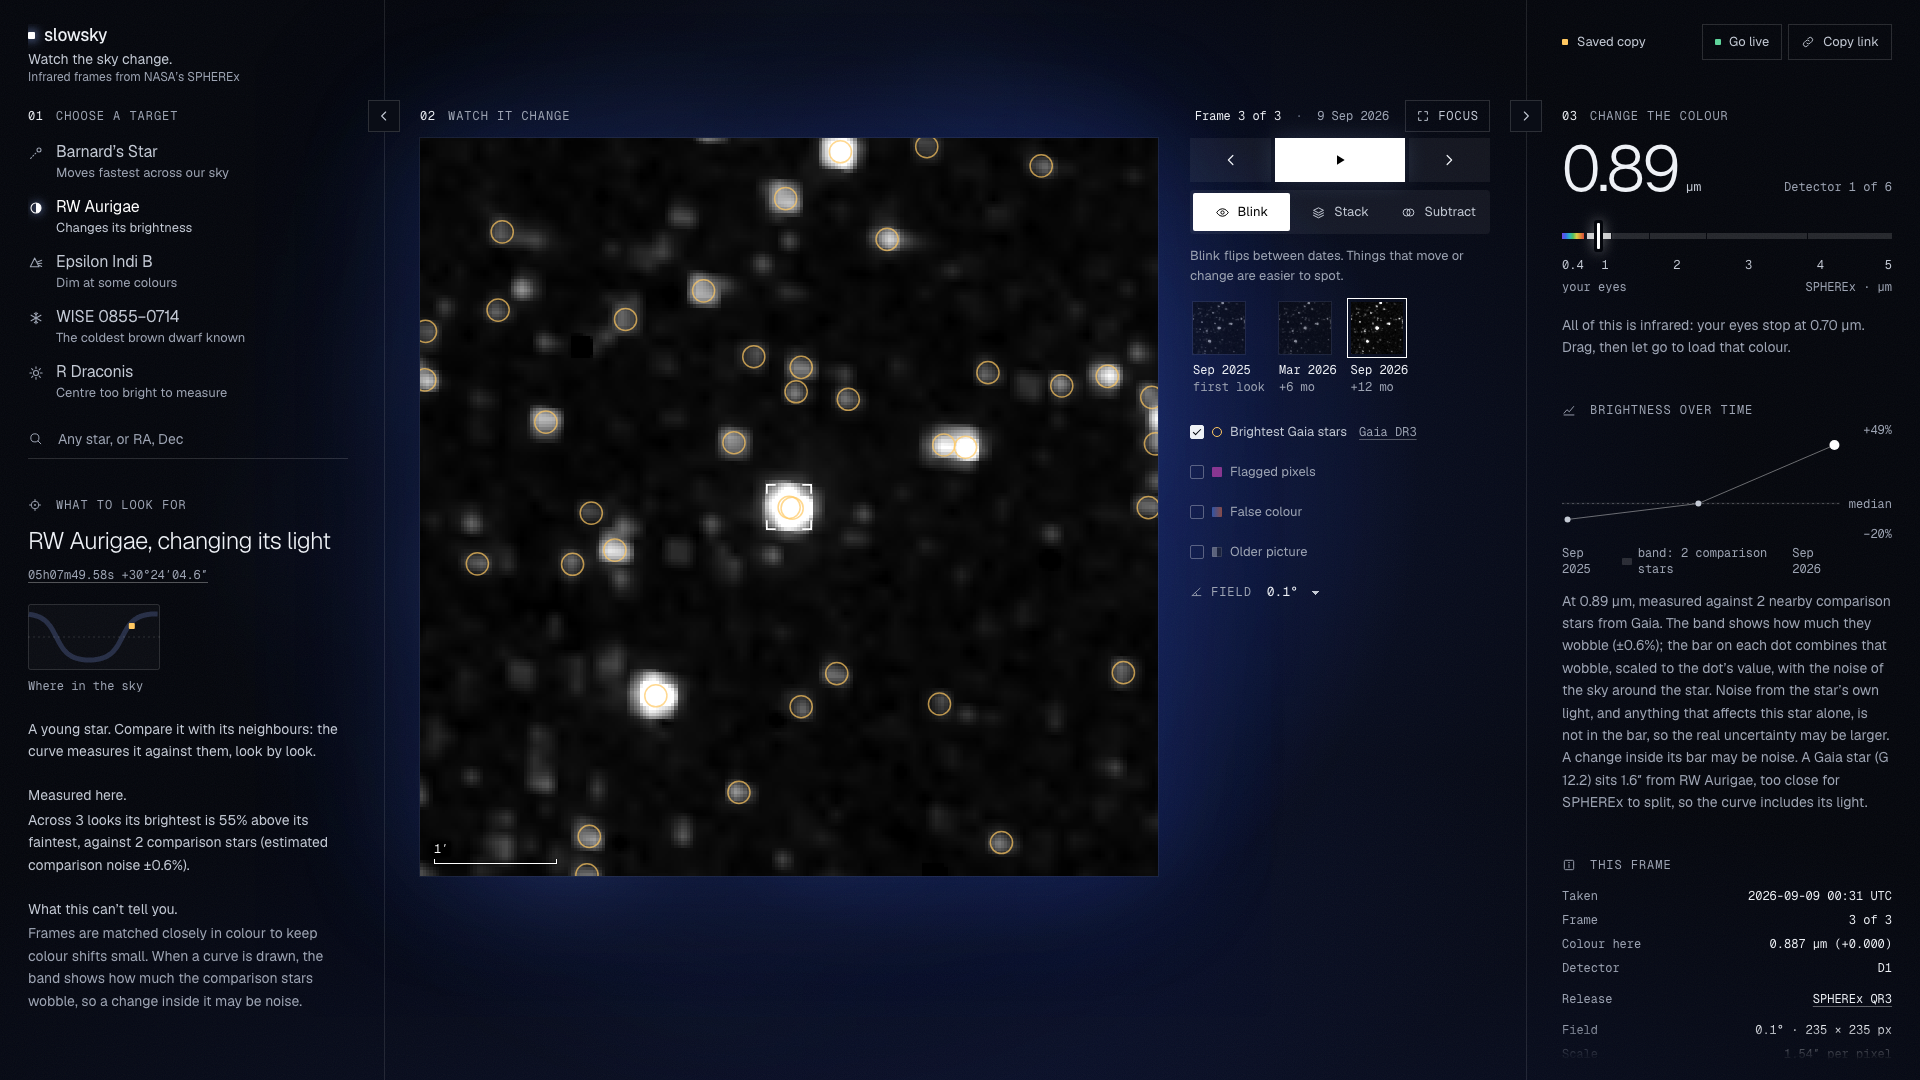 slowsky
Watch the sky change.
Infrared frames from NASA's SPHEREx
01 CHOOSE A TARGET
Barnard's Star
Moves fastest across our sky
RW Aurigae
Changes its brightness
Epsilon Indi B
Dim at some colours
WISE 0855–0714
The coldest brown dwarf known
R Draconis
Centre too bright to measure
Any star, or RA, Dec
WHAT TO LOOK FOR
RW Aurigae, changing its light
05h07m49.58s +30°24′04.6″
Where in the sky
A young star. Compare it with its neighbours: the
curve measures it against them, look by look.
Measured here.
Across 3 looks its brightest is 55% above its
faintest, against 2 comparison stars (estimated
comparison noise ±0.6%).
What this can't tell you.
Frames are matched closely in colour to keep
colour shifts small. When a curve is drawn, the
band shows how much the comparison stars
wobble, so a change inside it may be noise.
02 WATCH IT CHANGE
Frame 3 of 3 · 9 Sep 2026
FOCUS
1′
Blink
Stack
Subtract
Blink flips between dates. Things that move or
change are easier to spot.
Sep 2025
first look
Mar 2026
+6 mo
Sep 2026
+12 mo
Brightest Gaia stars Gaia DR3
Flagged pixels
False colour
Older picture
FIELD 0.1°
Saved copy
Go live
Copy link
03 CHANGE THE COLOUR
0.89 µm
Detector 1 of 6
0.4 1 2 3 4 5
your eyes
SPHEREx · µm
All of this is infrared: your eyes stop at 0.70 µm.
Drag, then let go to load that colour.
BRIGHTNESS OVER TIME
+49%
median
−20%
Sep 2025
band: 2 comparison stars
Sep 2026
At 0.89 µm, measured against 2 nearby comparison
stars from Gaia. The band shows how much they
wobble (±0.6%); the bar on each dot combines that
wobble, scaled to the dot's value, with the noise of
the sky around the star. Noise from the star's own
light, and anything that affects this star alone, is
not in the bar, so the real uncertainty may be larger.
A change inside its bar may be noise. A Gaia star (G
12.2) sits 1.6″ from RW Aurigae, too close for
SPHEREx to split, so the curve includes its light.
THIS FRAME
Taken 2026-09-09 00:31 UTC
Frame 3 of 3
Colour here 0.887 µm (+0.000)
Detector D1
Release SPHEREx QR3
Field 0.1° · 235 × 235 px
Scale 1.54″ per pixel